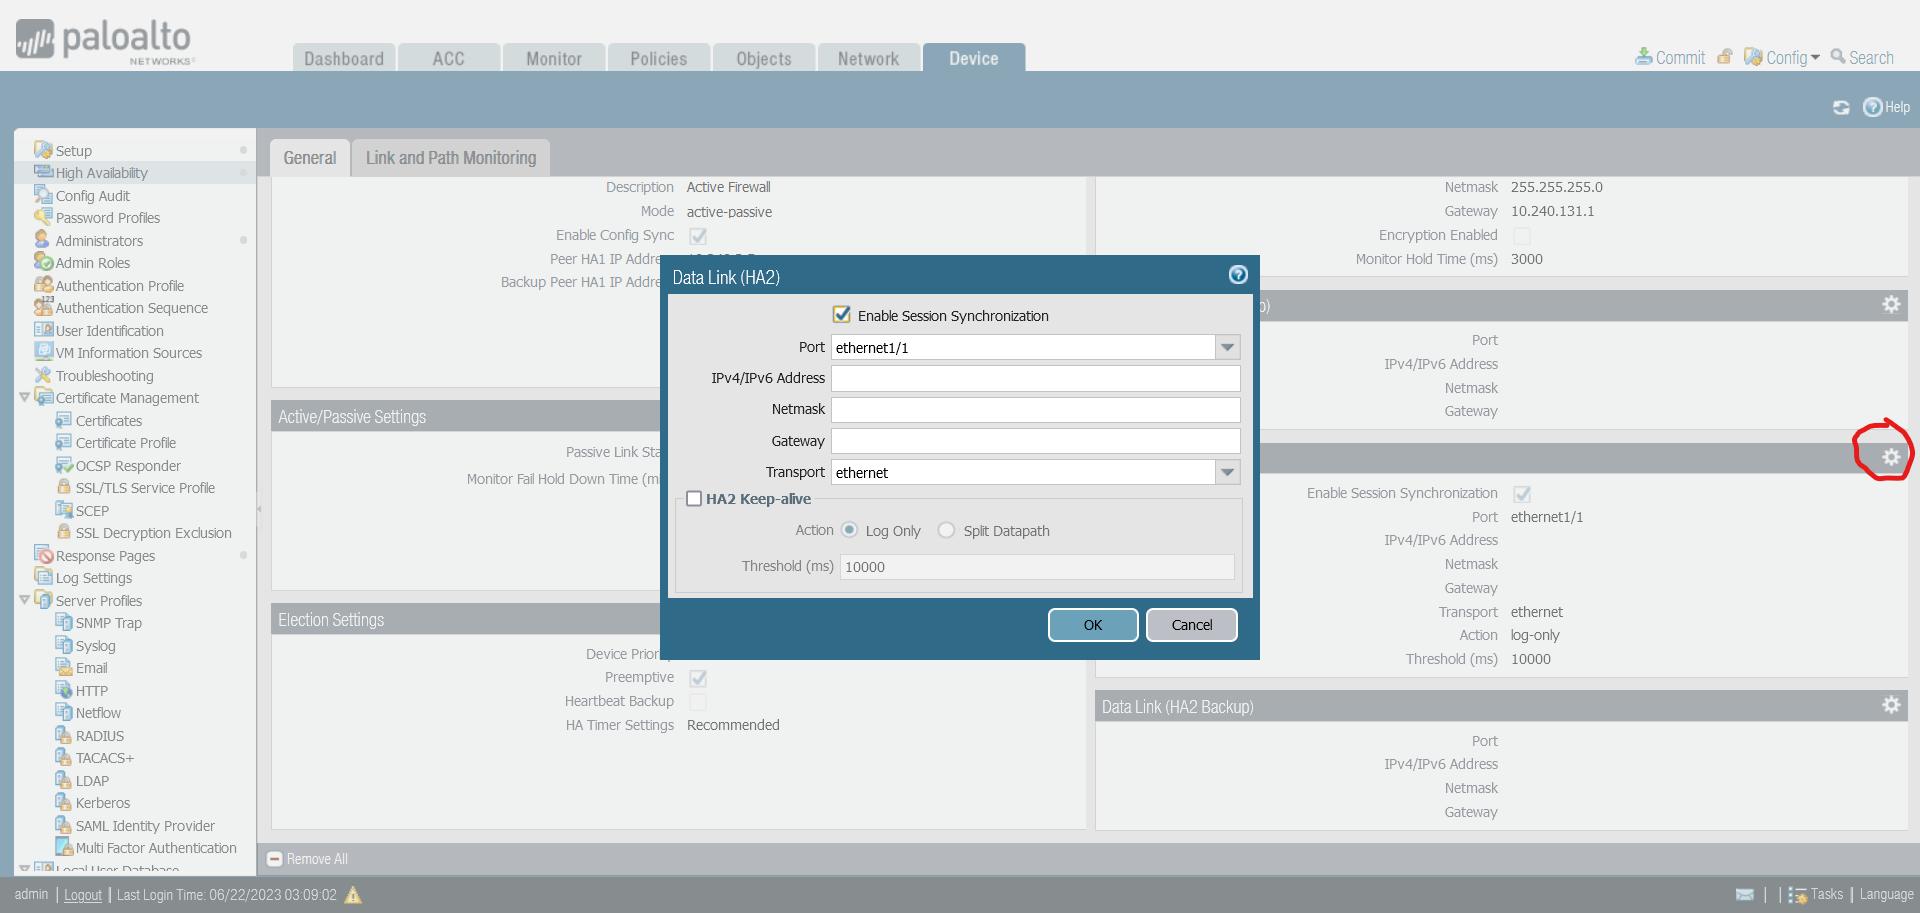 paloalto
NETWORKS
Dashboard
ACC
Monitor
Policies
Objects
Network
Device
Commit
Config
Search
Help
Setup
High Availability
Config Audit
Password Profiles
Administrators
Admin Roles
Authentication Profile
Authentication Sequence
User Identification
VM Information Sources
Troubleshooting
Certificate Management
Certificates
Certificate Profile
OCSP Responder
SSL/TLS Service Profile
SCEP
SSL Decryption Exclusion
Response Pages
Log Settings
Server Profiles
SNMP Trap
Syslog
Email
HTTP
Netflow
RADIUS
TACACS+
LDAP
Kerberos
SAML Identity Provider
Multi Factor Authentication
Local User Database
General
Link and Path Monitoring
Description Active Firewall
Mode active-passive
Enable Config Sync
Peer HA1 IP Addre
Backup Peer HA1 IP Addre
Active/Passive Settings
Passive Link Sta
Monitor Fail Hold Down Time (m
Election Settings
Device Prior
Preemptive
Heartbeat Backup
HA Timer Settings Recommended
Data Link (HA2)
Enable Session Synchronization
Port ethernet1/1
IPv4/IPv6 Address
Netmask
Gateway
Transport ethernet
HA2 Keep-alive
Action Log Only Split Datapath
Threshold (ms) 10000
OK
Cancel
Netmask 255.255.255.0
Gateway 10.240.131.1
Encryption Enabled
Monitor Hold Time (ms) 3000
)
Port
IPv4/IPv6 Address
Netmask
Gateway
Enable Session Synchronization
Port ethernet1/1
IPv4/IPv6 Address
Netmask
Gateway
Transport ethernet
Action log-only
Threshold (ms) 10000
Data Link (HA2 Backup)
Port
IPv4/IPv6 Address
Netmask
Gateway
Remove All
admin | Logout | Last Login Time: 06/22/2023 03:09:02
Tasks | Language